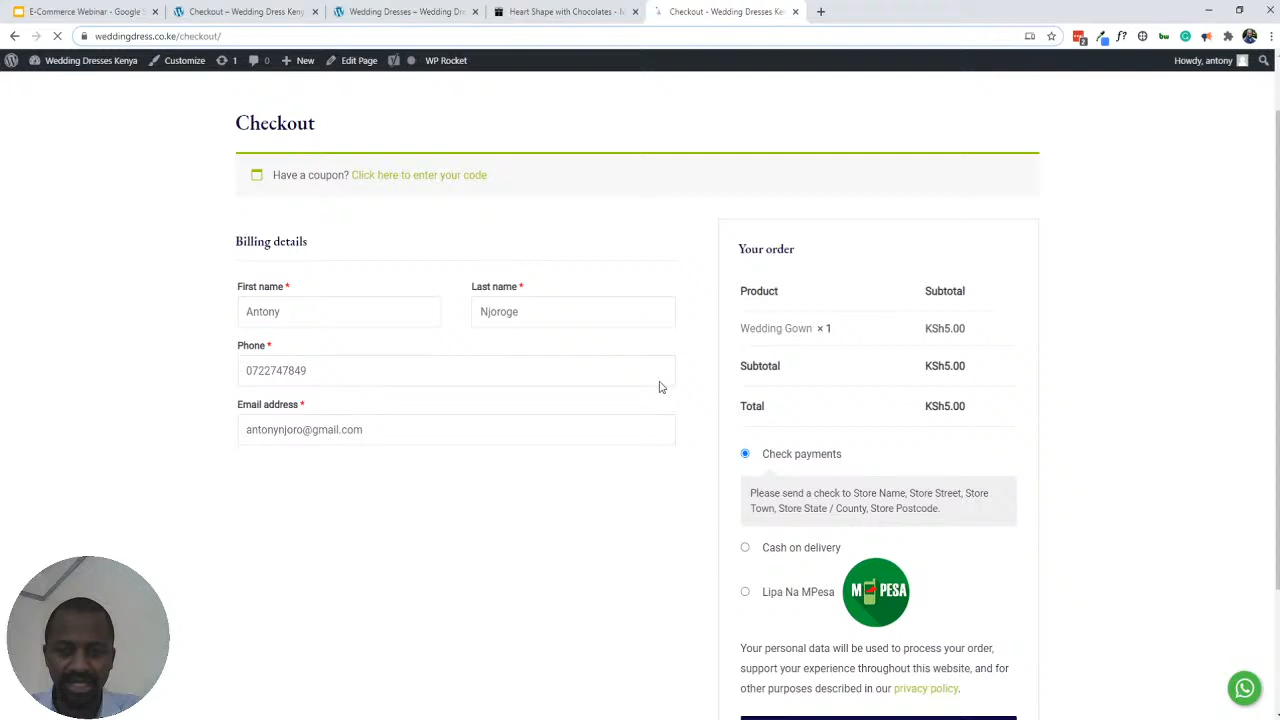 E-Commerce Webinar - Google S
Checkout – Wedding Dress Keny
Wedding Dresses – Wedding Dre
Heart Shape with Chocolates - N
Checkout - Wedding Dresses Ke
weddingdress.co.ke/checkout/
2
Wedding Dresses Kenya
Customize
1
0
New
Edit Page
WP Rocket
Howdy, antony
Checkout
Have a coupon? Click here to enter your code
Billing details
First name *
Last name *
Antony
Njoroge
Phone *
0722747849
Email address *
antonynjoro@gmail.com
Your order
Product Subtotal
Wedding Gown × 1 KSh5.00
Subtotal KSh5.00
Total KSh5.00
Check payments
Please send a check to Store Name, Store Street, Store
Town, Store State / County, Store Postcode.
Cash on delivery
Lipa Na MPesa
M PESA
Your personal data will be used to process your order,
support your experience throughout this website, and for
other purposes described in our privacy policy.